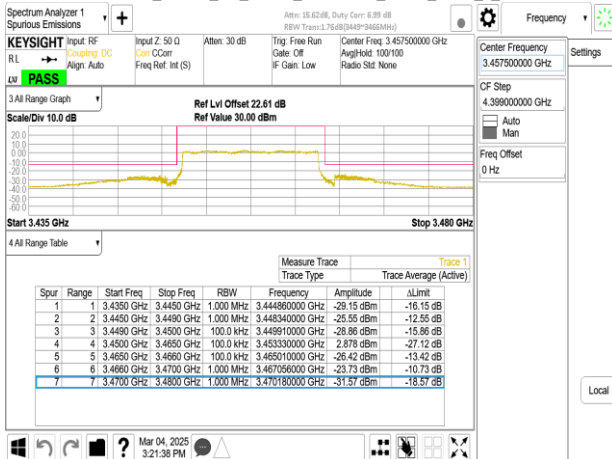 Spectrum Analyzer 1
Spurious Emissions
Attn: 15.62dB, Duty Corr: 6.99 dB
RBW Trans:1.76dB(3449~3466MHz)
Frequency
KEYSIGHT
RL
PASS
Input: RF
Coupling: DC
Align: Auto
Input Z: 50 Ω
Corr CCorr
Freq Ref: Int (S)
Atten: 30 dB
Trig: Free Run
Gate: Off
IF Gain: Low
Center Freq: 3.457500000 GHz
Avg|Hold: 100/100
Radio Std: None
Center Frequency
3.457500000 GHz
Settings
CF Step
4.399000000 GHz
Auto
Man
Freq Offset
0 Hz
Local
3 All Range Graph
Scale/Div 10.0 dB
Ref Lvl Offset 22.61 dB
Ref Value 30.00 dBm
20.0
10.0
0.00
-10.0
-20.0
-30.0
-40.0
-50.0
-60.0
Start 3.435 GHz
Stop 3.480 GHz
4 All Range Table
Measure Trace Trace 1
Trace Type Trace Average (Active)
Spur Range Start Freq Stop Freq RBW Frequency Amplitude ΔLimit
1 1 3.4350 GHz 3.4450 GHz 1.000 MHz 3.444860000 GHz -29.15 dBm -16.15 dB
2 2 3.4450 GHz 3.4490 GHz 1.000 MHz 3.448340000 GHz -25.55 dBm -12.55 dB
3 3 3.4490 GHz 3.4500 GHz 100.0 kHz 3.449910000 GHz -28.86 dBm -15.86 dB
4 4 3.4500 GHz 3.4650 GHz 100.0 kHz 3.453330000 GHz 2.878 dBm -27.12 dB
5 5 3.4650 GHz 3.4660 GHz 100.0 kHz 3.465010000 GHz -26.42 dBm -13.42 dB
6 6 3.4660 GHz 3.4700 GHz 1.000 MHz 3.467056000 GHz -23.73 dBm -10.73 dB
7 7 3.4700 GHz 3.4800 GHz 1.000 MHz 3.470180000 GHz -31.57 dBm -18.57 dB
Mar 04, 2025
3:21:38 PM